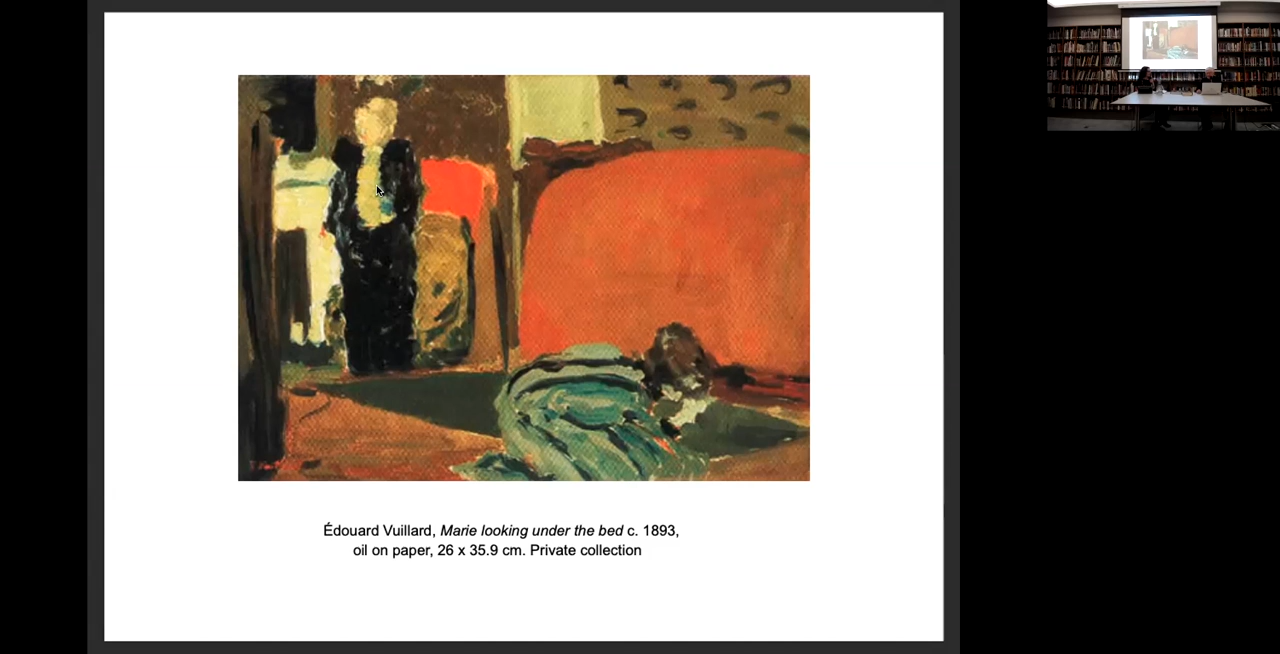 Édouard Vuillard, Marie looking under the bed c. 1893,
oil on paper, 26 x 35.9 cm. Private collection